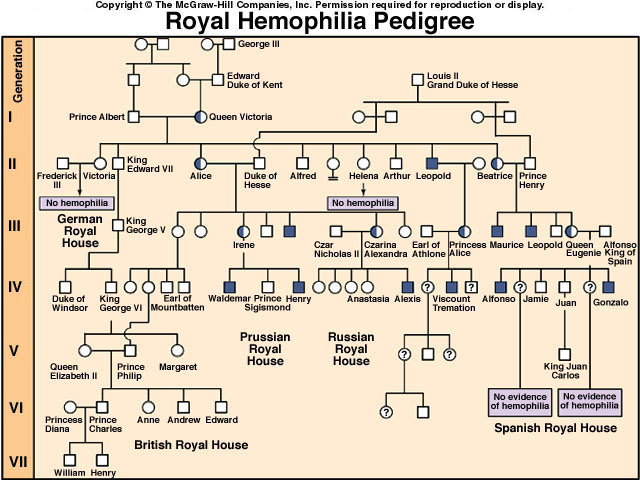 Copyright © The McGraw-Hill Companies, Inc. Permission required for reproduction or display.
Royal Hemophilia Pedigree
Generation
George III
Edward
Duke of Kent
Louis II
Grand Duke of Hesse
I
Prince Albert
Queen Victoria
II
Frederick
III
Victoria
King
Edward VII
Alice
Duke of
Hesse
Alfred
Helena
Arthur
Leopold
Beatrice
Prince
Henry
No hemophilia
No hemophilia
German
Royal
House
III
King
George V
Irene
Czar
Nicholas II
Czarina
Alexandra
Earl of
Athlone
Princess
Alice
Maurice
Leopold
Queen
Eugenie
Alfonso
King of
Spain
IV
Duke of
Windsor
King
George VI
Earl of
Mountbatten
Waldemar
Prince
Sigismond
Henry
Anastasia
Alexis
?
Viscount
Tremation
?
Alfonso
?
Jamie
Juan
?
Gonzalo
Prussian
Royal
House
Russian
Royal
House
V
Queen
Elizabeth II
Prince
Philip
Margaret
?
?
King Juan
Carlos
No evidence
of hemophilia
No evidence
of hemophilia
VI
Princess
Diana
Prince
Charles
Anne
Andrew
Edward
?
Spanish Royal House
British Royal House
VII
William
Henry